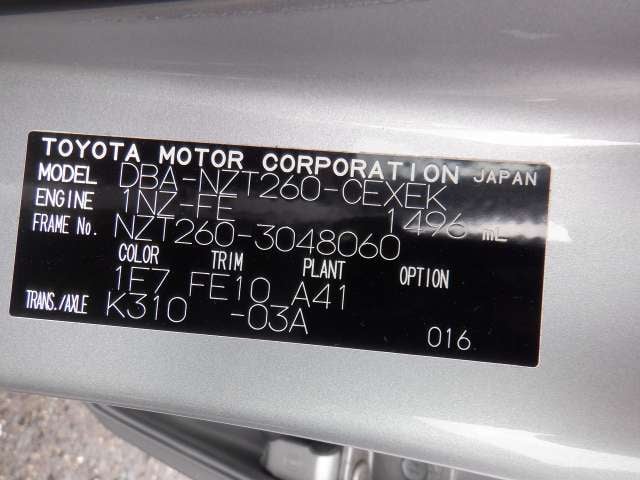 TOYOTA MOTOR CORPORATION JAPAN
MODEL DBA-NZT260-CEXEK
ENGINE 1NZ-FE 1496 mL
FRAME No. NZT260-3048060
COLOR TRIM PLANT OPTION
1F7 FE10 A41
TRANS./AXLE K310 -03A
016